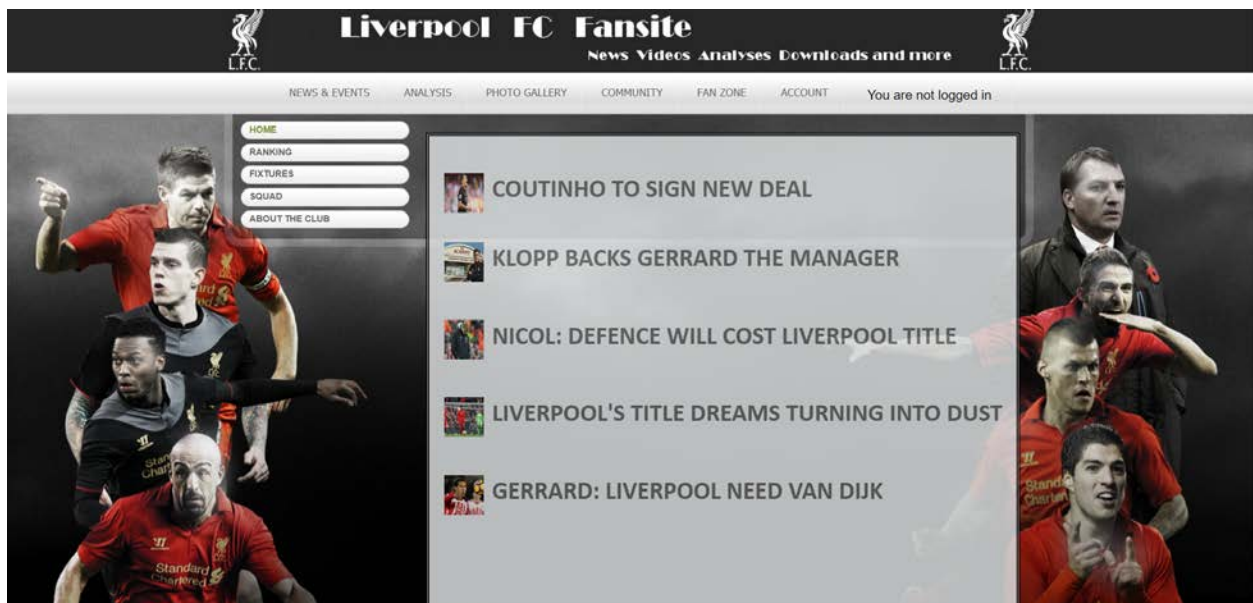 Liverpool FC Fansite
News Videos Analyses Downloads and more
L.F.C.
L.F.C.
NEWS & EVENTS ANALYSIS PHOTO GALLERY COMMUNITY FAN ZONE ACCOUNT You are not logged in
HOME
RANKING
FIXTURES
SQUAD
ABOUT THE CLUB
COUTINHO TO SIGN NEW DEAL
KLOPP BACKS GERRARD THE MANAGER
NICOL: DEFENCE WILL COST LIVERPOOL TITLE
LIVERPOOL'S TITLE DREAMS TURNING INTO DUST
GERRARD: LIVERPOOL NEED VAN DIJK
Standard
Chartered